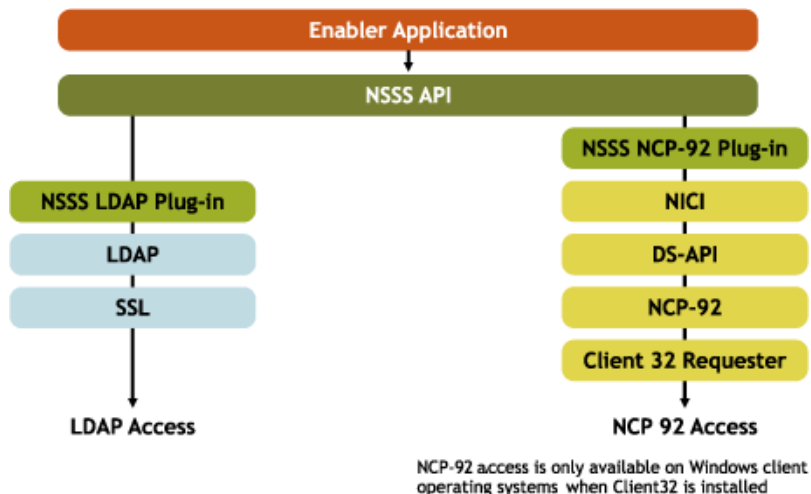 Enabler Application
NSSS API
NSSS NCP-92 Plug-in
NSSS LDAP Plug-in
NICI
LDAP
DS-API
SSL
NCP-92
Client 32 Requester
LDAP Access
NCP 92 Access
NCP-92 access is only available on Windows client
operating systems when Client32 is installed